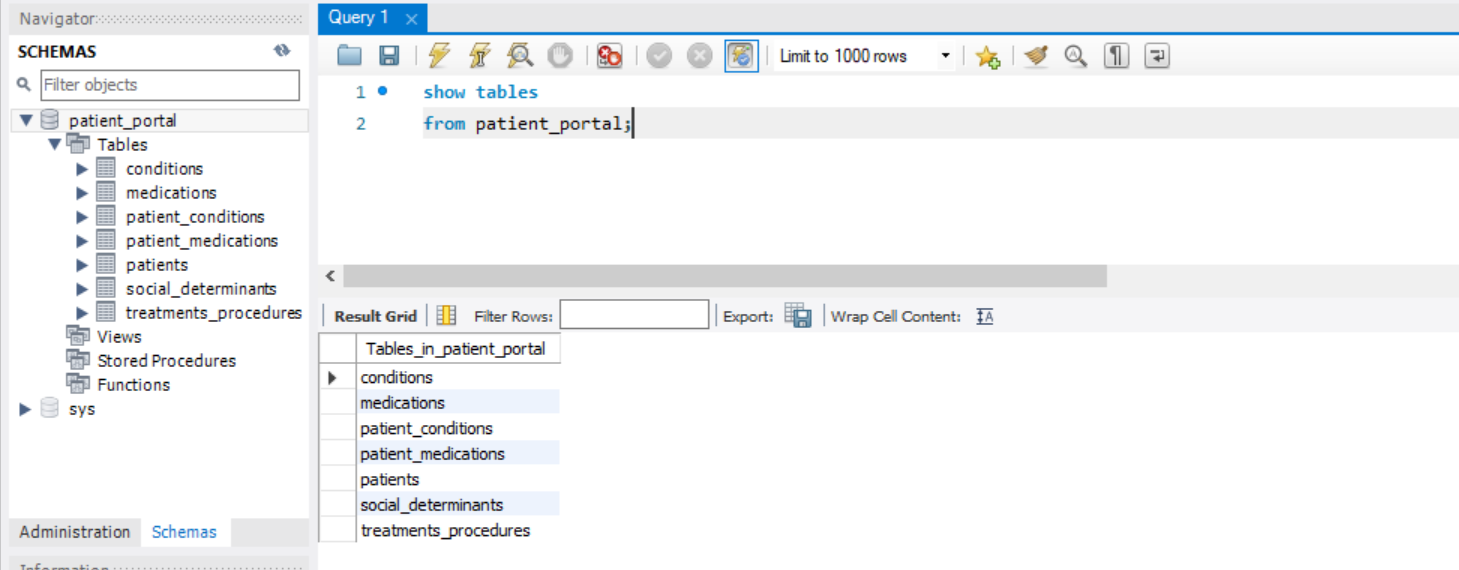 Navigator
SCHEMAS
Filter objects
patient_portal
Tables
conditions
medications
patient_conditions
patient_medications
patients
social_determinants
treatments_procedures
Views
Stored Procedures
Functions
sys
Administration Schemas
Information
Query 1
Limit to 1000 rows
1 show tables
2 from patient_portal;
Result Grid Filter Rows: Export: Wrap Cell Content:
Tables_in_patient_portal
conditions
medications
patient_conditions
patient_medications
patients
social_determinants
treatments_procedures